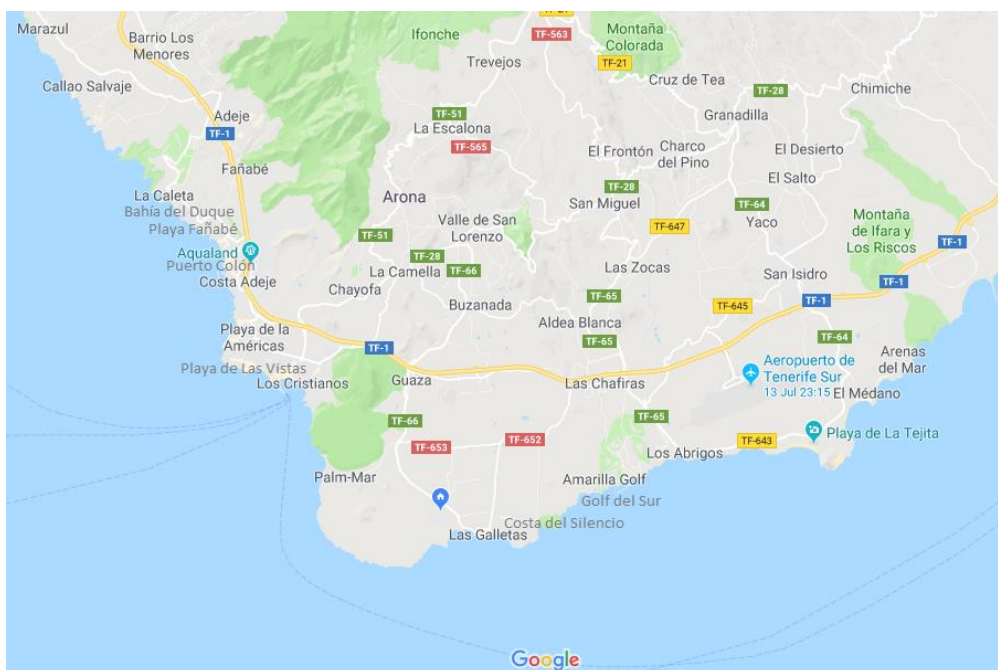 TF-21
Marazul
Barrio Los
Menores
Ifonche
TF-563
Montaña
Colorada
Trevejos
TF-21
Cruz de Tea
Callao Salvaje
TF-28
Chimiche
Adeje
TF-51
Granadilla
TF-1
La Escalona
TF-565
El Frontón
Charco
del Pino
El Desierto
Fañabé
El Salto
TF-28
La Caleta
Arona
San Miguel
TF-64
Bahía del Duque
Playa Fañabé
Valle de San
Lorenzo
TF-647
Yaco
Montaña
de Ifara y
Los Riscos
TF-51
TF-1
Aqualand
Puerto Colón
Costa Adeje
TF-28
La Camella
TF-66
Las Zocas
San Isidro
Chayofa
TF-1
Buzanada
TF-65
TF-645
TF-1
Playa de la
Américas
Aldea Blanca
TF-65
TF-64
TF-1
Arenas
del Mar
Playa de Las Vistas
Los Cristianos
Guaza
Las Chafiras
Aeropuerto de
Tenerife Sur
13 Jul 23:15
El Médano
TF-66
TF-65
TF-653
TF-652
TF-643
Playa de La Tejita
Los Abrigos
Palm-Mar
Amarilla Golf
Golf del Sur
Costa del Silencio
Las Galletas
Google